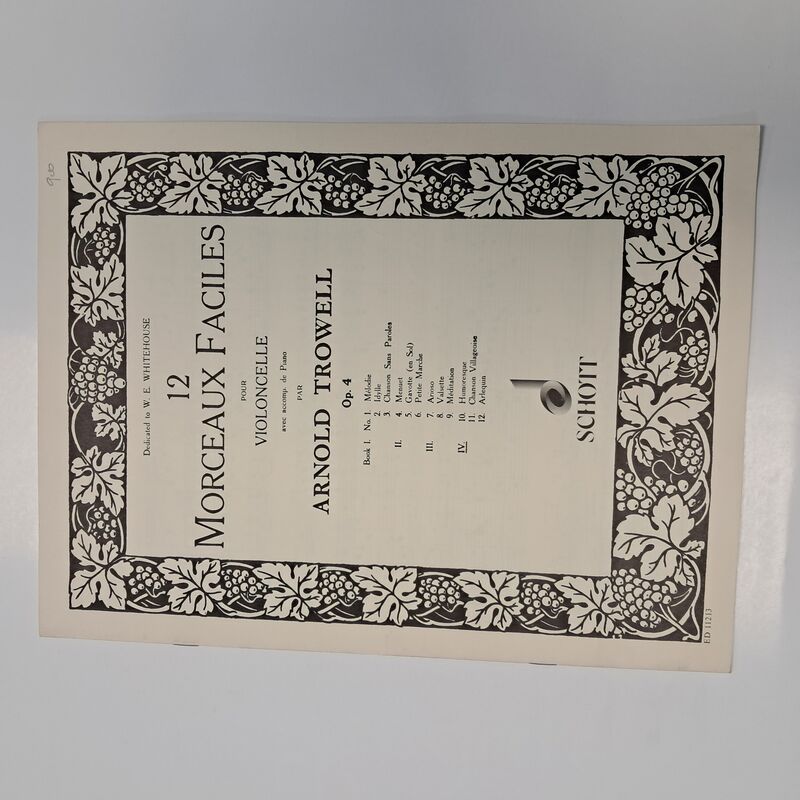 900
Dedicated to W. E. WHITEHOUSE
12
MORCEAUX FACILES
POUR
VIOLONCELLE
avec accomp. de Piano
PAR
ARNOLD TROWELL
Op. 4
Book I. No. 1. Mélodie
2. Idylle
3. Chanson Sans Paroles
II. 4. Menuet
5. Gavotte (en Sol)
6. Petite Marche
III. 7. Arioso
8. Valsette
9. Méditation
IV. 10. Humoresque
11. Chanson Villageoise
12. Arlequin
SCHOTT
ED 11213